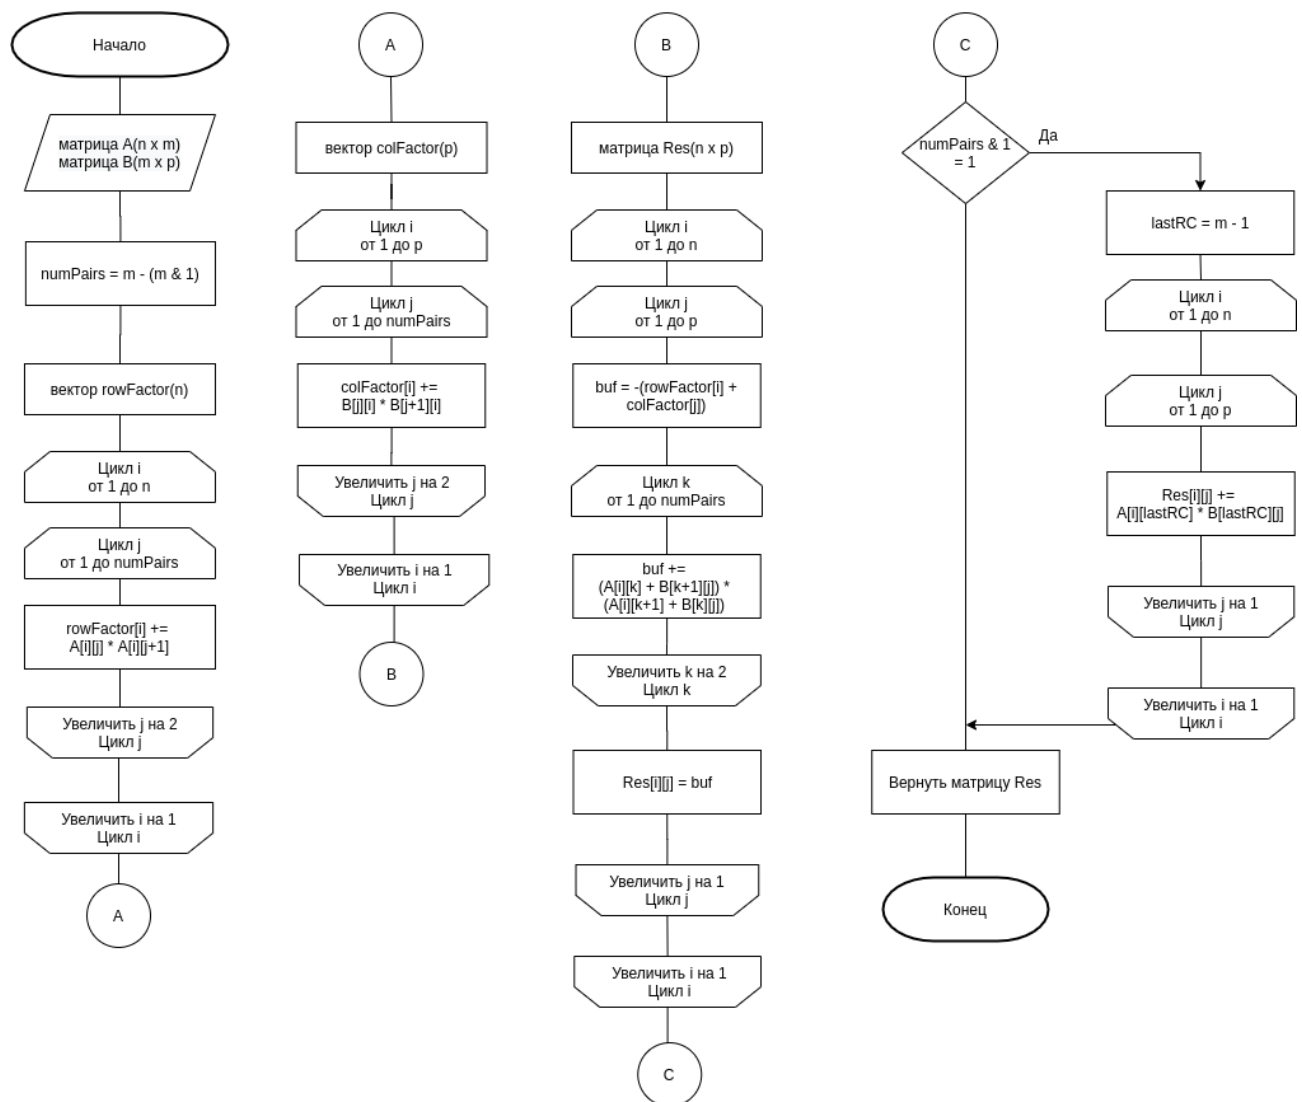 Начало
матрица A(n x m)
матрица B(m x p)
numPairs = m - (m & 1)
вектор rowFactor(n)
Цикл i
от 1 до n
Цикл j
от 1 до numPairs
rowFactor[i] +=
A[i][j] * A[i][j+1]
Увеличить j на 2
Цикл j
Увеличить i на 1
Цикл i
A
A
вектор colFactor(p)
Цикл i
от 1 до p
Цикл j
от 1 до numPairs
colFactor[i] +=
B[j][i] * B[j+1][i]
Увеличить j на 2
Цикл j
Увеличить i на 1
Цикл i
B
B
матрица Res(n x p)
Цикл i
от 1 до n
Цикл j
от 1 до p
buf = -(rowFactor[i] +
colFactor[j])
Цикл k
от 1 до numPairs
buf +=
(A[i][k] + B[k+1][j]) *
(A[i][k+1] + B[k][j])
Увеличить k на 2
Цикл k
Res[i][j] = buf
Увеличить j на 1
Цикл j
Увеличить i на 1
Цикл i
C
C
numPairs & 1
= 1
Да
lastRC = m - 1
Цикл i
от 1 до n
Цикл j
от 1 до p
Res[i][j] +=
A[i][lastRC] * B[lastRC][j]
Увеличить j на 1
Цикл j
Увеличить i на 1
Цикл i
Вернуть матрицу Res
Конец